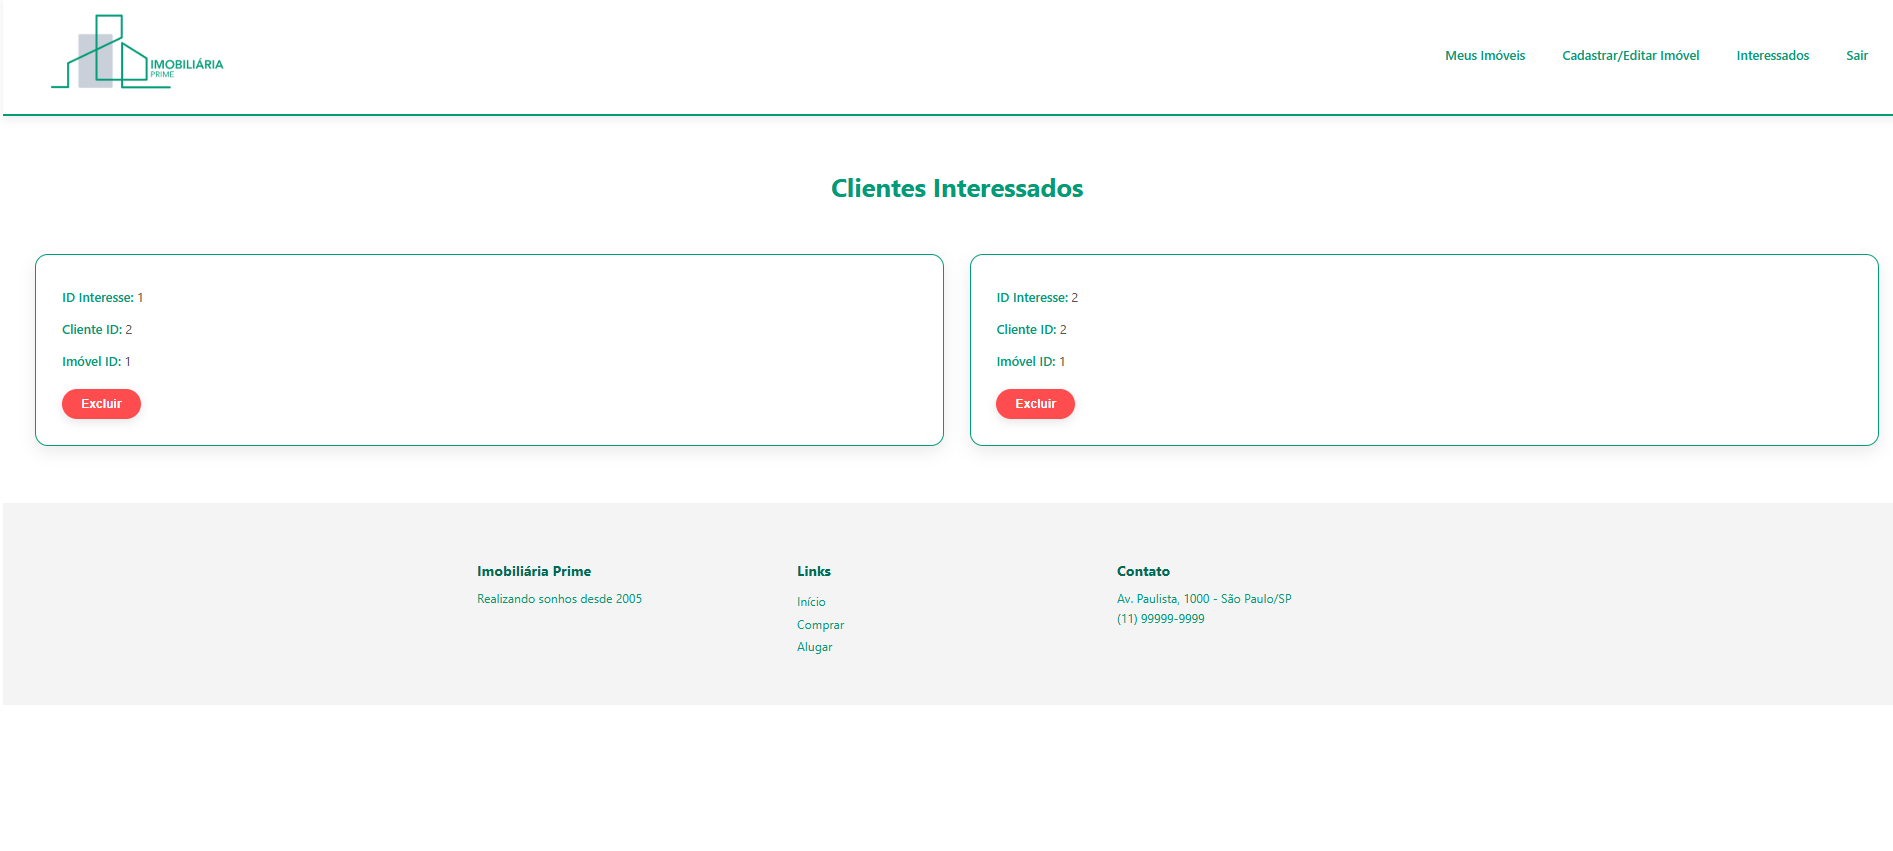 IMOBILIÁRIA
PRIME
Meus Imóveis Cadastrar/Editar Imóvel Interessados Sair
Clientes Interessados
ID Interesse: 1
Cliente ID: 2
Imóvel ID: 1
Excluir
ID Interesse: 2
Cliente ID: 2
Imóvel ID: 1
Excluir
Imobiliária Prime
Realizando sonhos desde 2005
Links
Início
Comprar
Alugar
Contato
Av. Paulista, 1000 - São Paulo/SP
(11) 99999-9999